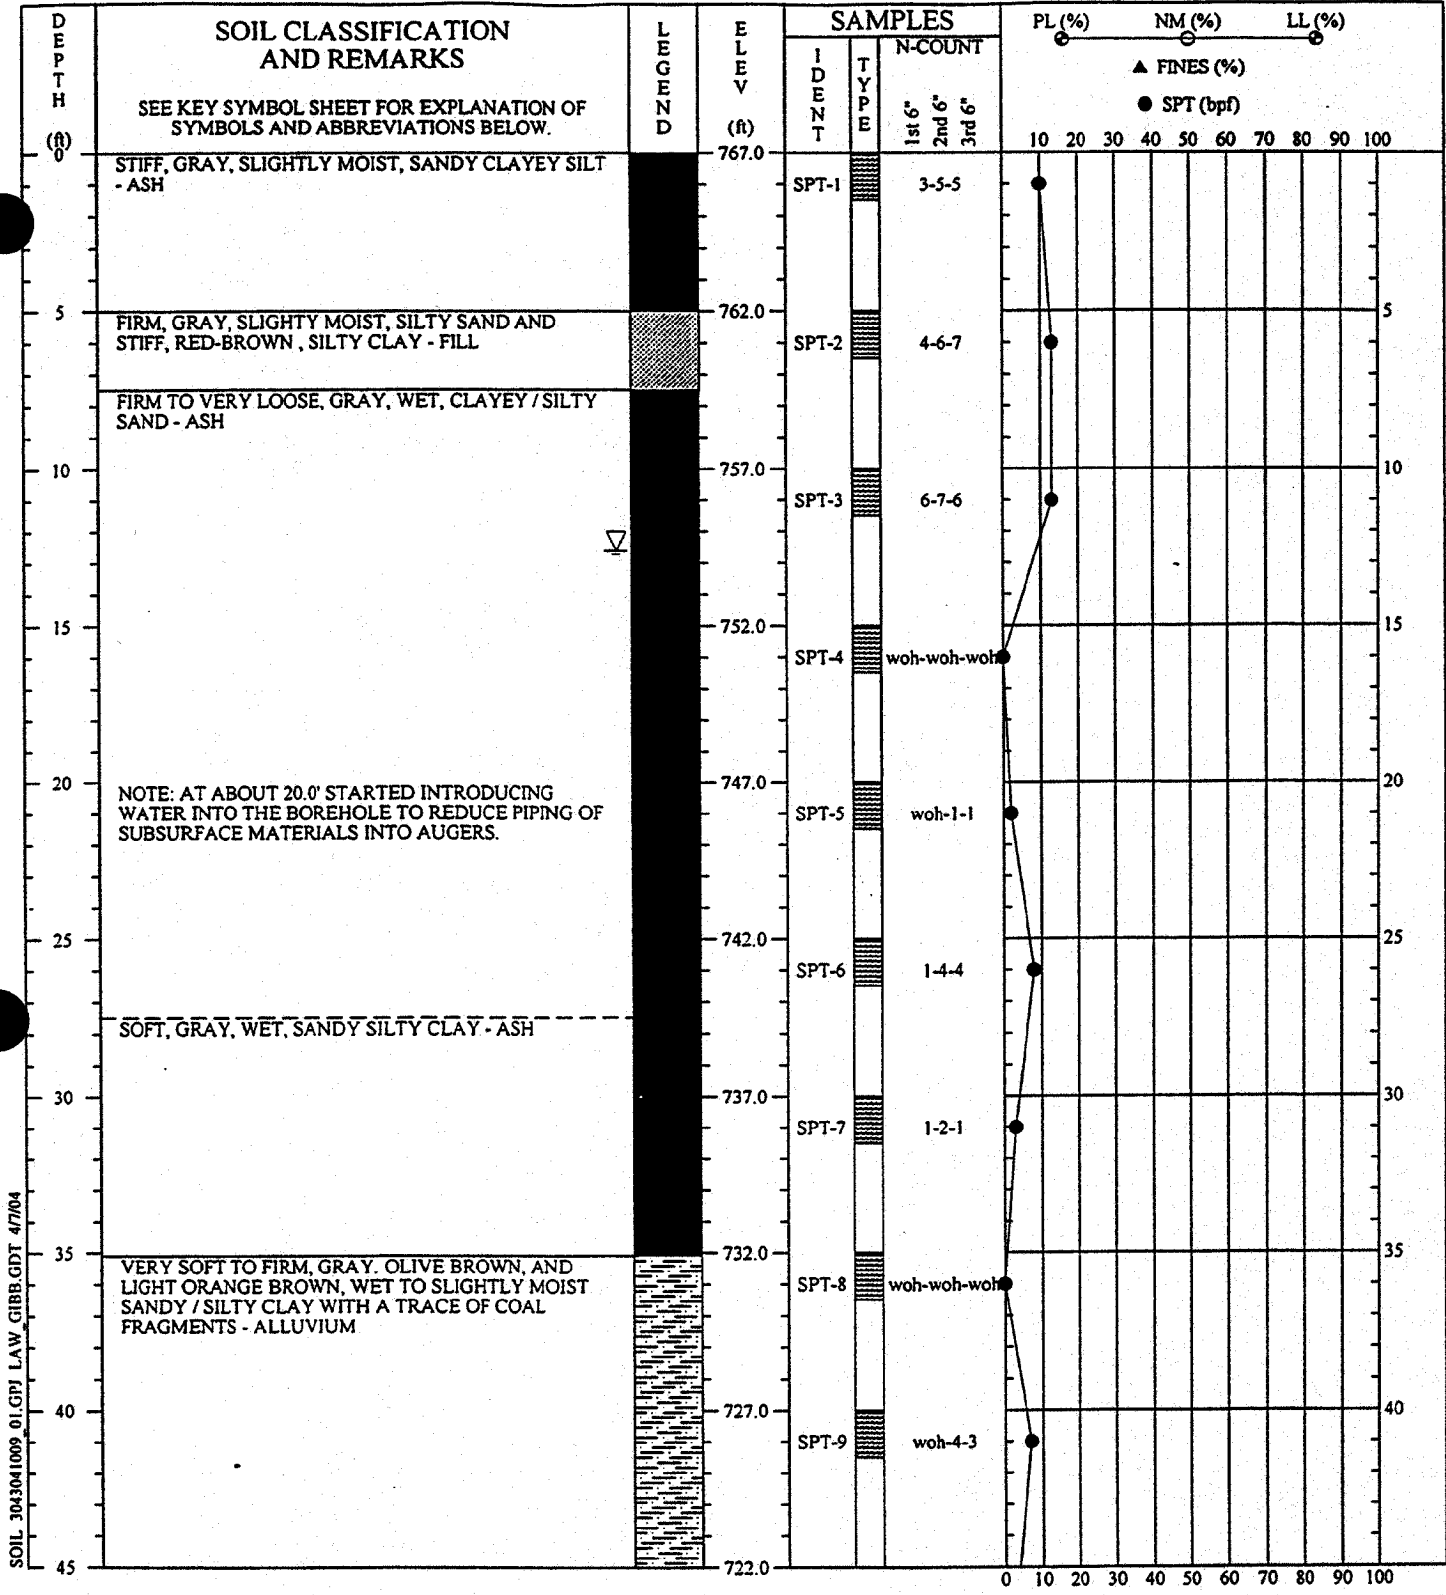 DEPTH (ft)
SOIL CLASSIFICATION
AND REMARKS
SEE KEY SYMBOL SHEET FOR EXPLANATION OF
SYMBOLS AND ABBREVIATIONS BELOW.
LEGEND
ELEV (ft)
SAMPLES
IDENT
TYPE
N-COUNT
1st 6"
2nd 6"
3rd 6"
PL (%) NM (%) LL (%)
▲ FINES (%)
● SPT (bpf)
10 20 30 40 50 60 70 80 90 100
0 767.0
STIFF, GRAY, SLIGHTLY MOIST, SANDY CLAYEY SILT
- ASH
SPT-1 3-5-5
5 762.0 5
FIRM, GRAY, SLIGHTY MOIST, SILTY SAND AND
STIFF, RED-BROWN , SILTY CLAY - FILL
SPT-2 4-6-7
FIRM TO VERY LOOSE, GRAY, WET, CLAYEY / SILTY
SAND - ASH
10 757.0 10
SPT-3 6-7-6
15 752.0 15
SPT-4 woh-woh-woh
20 747.0 20
NOTE: AT ABOUT 20.0' STARTED INTRODUCING
WATER INTO THE BOREHOLE TO REDUCE PIPING OF
SUBSURFACE MATERIALS INTO AUGERS.
SPT-5 woh-1-1
25 742.0 25
SPT-6 1-4-4
SOFT, GRAY, WET, SANDY SILTY CLAY - ASH
30 737.0 30
SPT-7 1-2-1
35 732.0 35
VERY SOFT TO FIRM, GRAY. OLIVE BROWN, AND
LIGHT ORANGE BROWN, WET TO SLIGHTLY MOIST
SANDY / SILTY CLAY WITH A TRACE OF COAL
FRAGMENTS - ALLUVIUM
SPT-8 woh-woh-woh
40 727.0 40
SPT-9 woh-4-3
45 722.0
0 10 20 30 40 50 60 70 80 90 100
SOIL 3043041009_01.GPJ LAW_GIBB.GDT 4/7/04